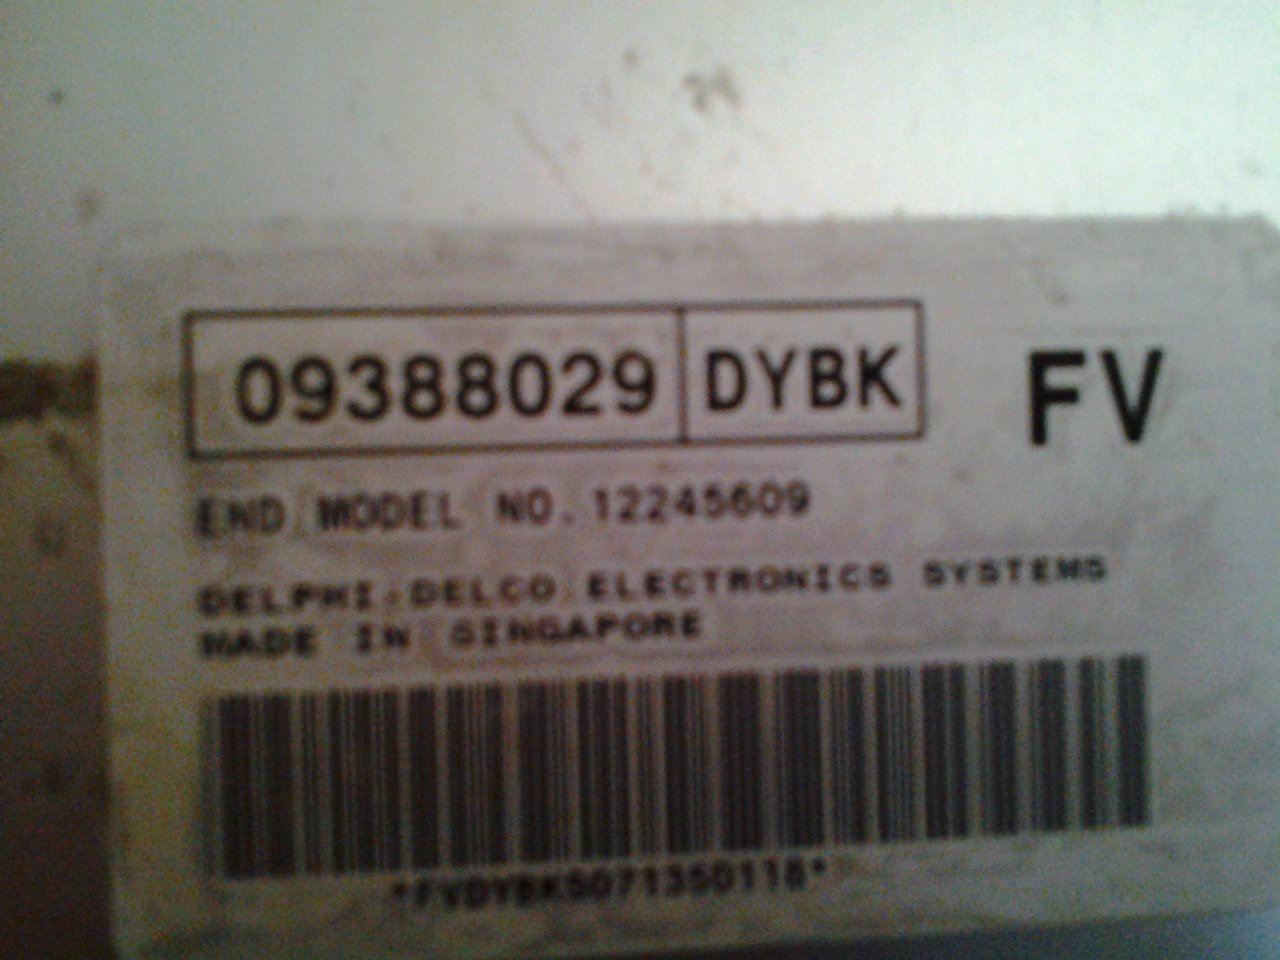 09388029 DYBK FV
END MODEL NO. 12245609
DELPHI DELCO ELECTRONICS SYSTEMS
MADE IN SINGAPORE